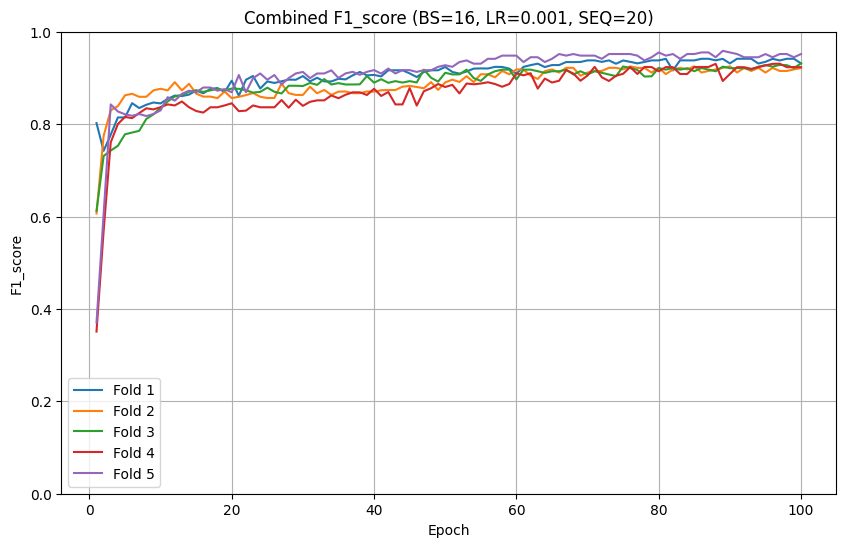 Combined F1_score (BS=16, LR=0.001, SEQ=20)
F1_score
1.0
0.8
0.6
0.4
0.2
0.0
Fold 1
Fold 2
Fold 3
Fold 4
Fold 5
0 20 40 60 80 100
Epoch